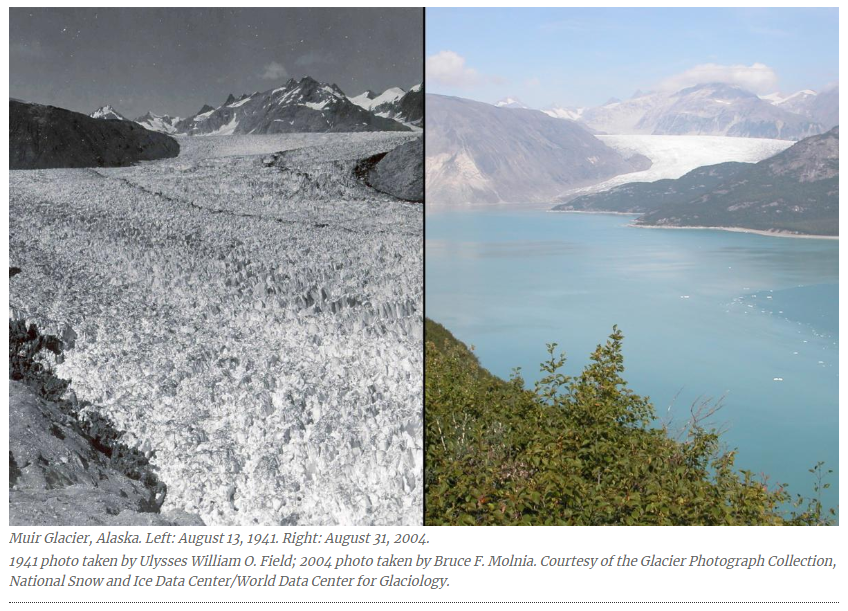 Muir Glacier, Alaska. Left: August 13, 1941. Right: August 31, 2004.
1941 photo taken by Ulysses William O. Field; 2004 photo taken by Bruce F. Molnia. Courtesy of the Glacier Photograph Collection,
National Snow and Ice Data Center/World Data Center for Glaciology.